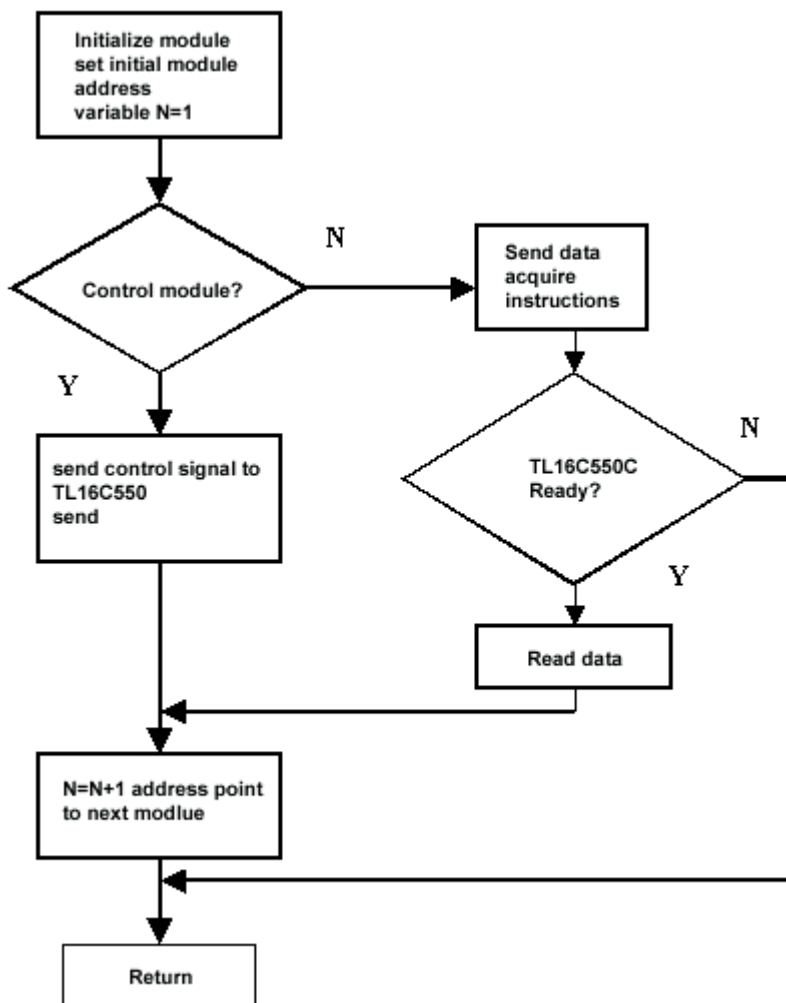 Initialize module
set initial module
address
variable N=1
Control module?
N
Send data
acquire
instructions
Y
send control signal to
TL16C550
send
TL16C550C
Ready?
N
Y
Read data
N=N+1 address point
to next modlue
Return